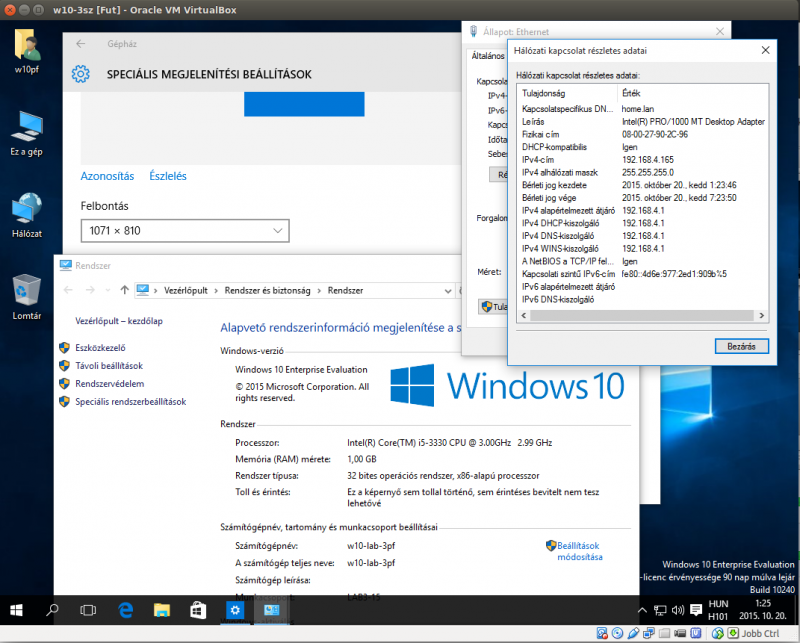 w10-3sz [Fut] - Oracle VM VirtualBox
w10pf
Ez a gép
Hálózat
Lomtár
Gépház
SPECIÁLIS MEGJELENÍTÉSI BEÁLLÍTÁSOK
Azonosítás Észlelés
Felbontás
1071 × 810
Állapot: Ethernet
Általános
Kapcsola
IPv4-
IPv6-
Kapcs
Időta
Sebes
Ré
Forgalom
Méret:
Tula
Hálózati kapcsolat részletes adatai
Hálózati kapcsolat részletes adatai:
Tulajdonság Érték
Kapcsolatspecifikus DN... home.lan
Leírás Intel(R) PRO/1000 MT Desktop Adapter
Fizikai cím 08-00-27-90-2C-96
DHCP-kompatibilis Igen
IPv4-cím 192.168.4.165
IPv4 alhálózati maszk 255.255.255.0
Bérleti jog kezdete 2015. október 20., kedd 1:23:46
Bérleti jog vége 2015. október 20., kedd 7:23:50
IPv4 alapértelmezett átjáró 192.168.4.1
IPv4 DHCP-kiszolgáló 192.168.4.1
IPv4 DNS-kiszolgáló 192.168.4.1
IPv4 WINS-kiszolgáló 192.168.4.1
A NetBIOS a TCP/IP fel... Igen
Kapcsolati szintű IPv6-cím fe80::4d6e:977:2ed1:909b%5
IPv6 alapértelmezett átjáró
IPv6 DNS-kiszolgáló
Bezárás
Rendszer
Vezérlőpult Rendszer és biztonság Rendszer
Vezérlőpult – kezdőlap
Eszközkezelő
Távoli beállítások
Rendszervédelem
Speciális rendszerbeállítások
Alapvető rendszerinformáció megjelenítése a s
Windows-verzió
Windows 10 Enterprise Evaluation
© 2015 Microsoft Corporation. All
rights reserved.
Windows 10
Rendszer
Processzor: Intel(R) Core(TM) i5-3330 CPU @ 3.00GHz 2.99 GHz
Memória (RAM) mérete: 1,00 GB
Rendszer típusa: 32 bites operációs rendszer, x86-alapú processzor
Toll és érintés: Ez a képernyő sem tollal történő, sem érintéses bevitelt nem tesz
lehetővé
Számítógépnév, tartomány és munkacsoport beállításai
Számítógépnév: w10-lab-3pf
Beállítások
módosítása
A számítógép teljes neve: w10-lab-3pf
Számítógép leírása:
Munkacsoport: LAB3-15
Windows 10 Enterprise Evaluation
-licenc érvényessége 90 nap múlva lejár
Build 10240
HUN
H101
1:25
2015. 10. 20.
Jobb Ctrl